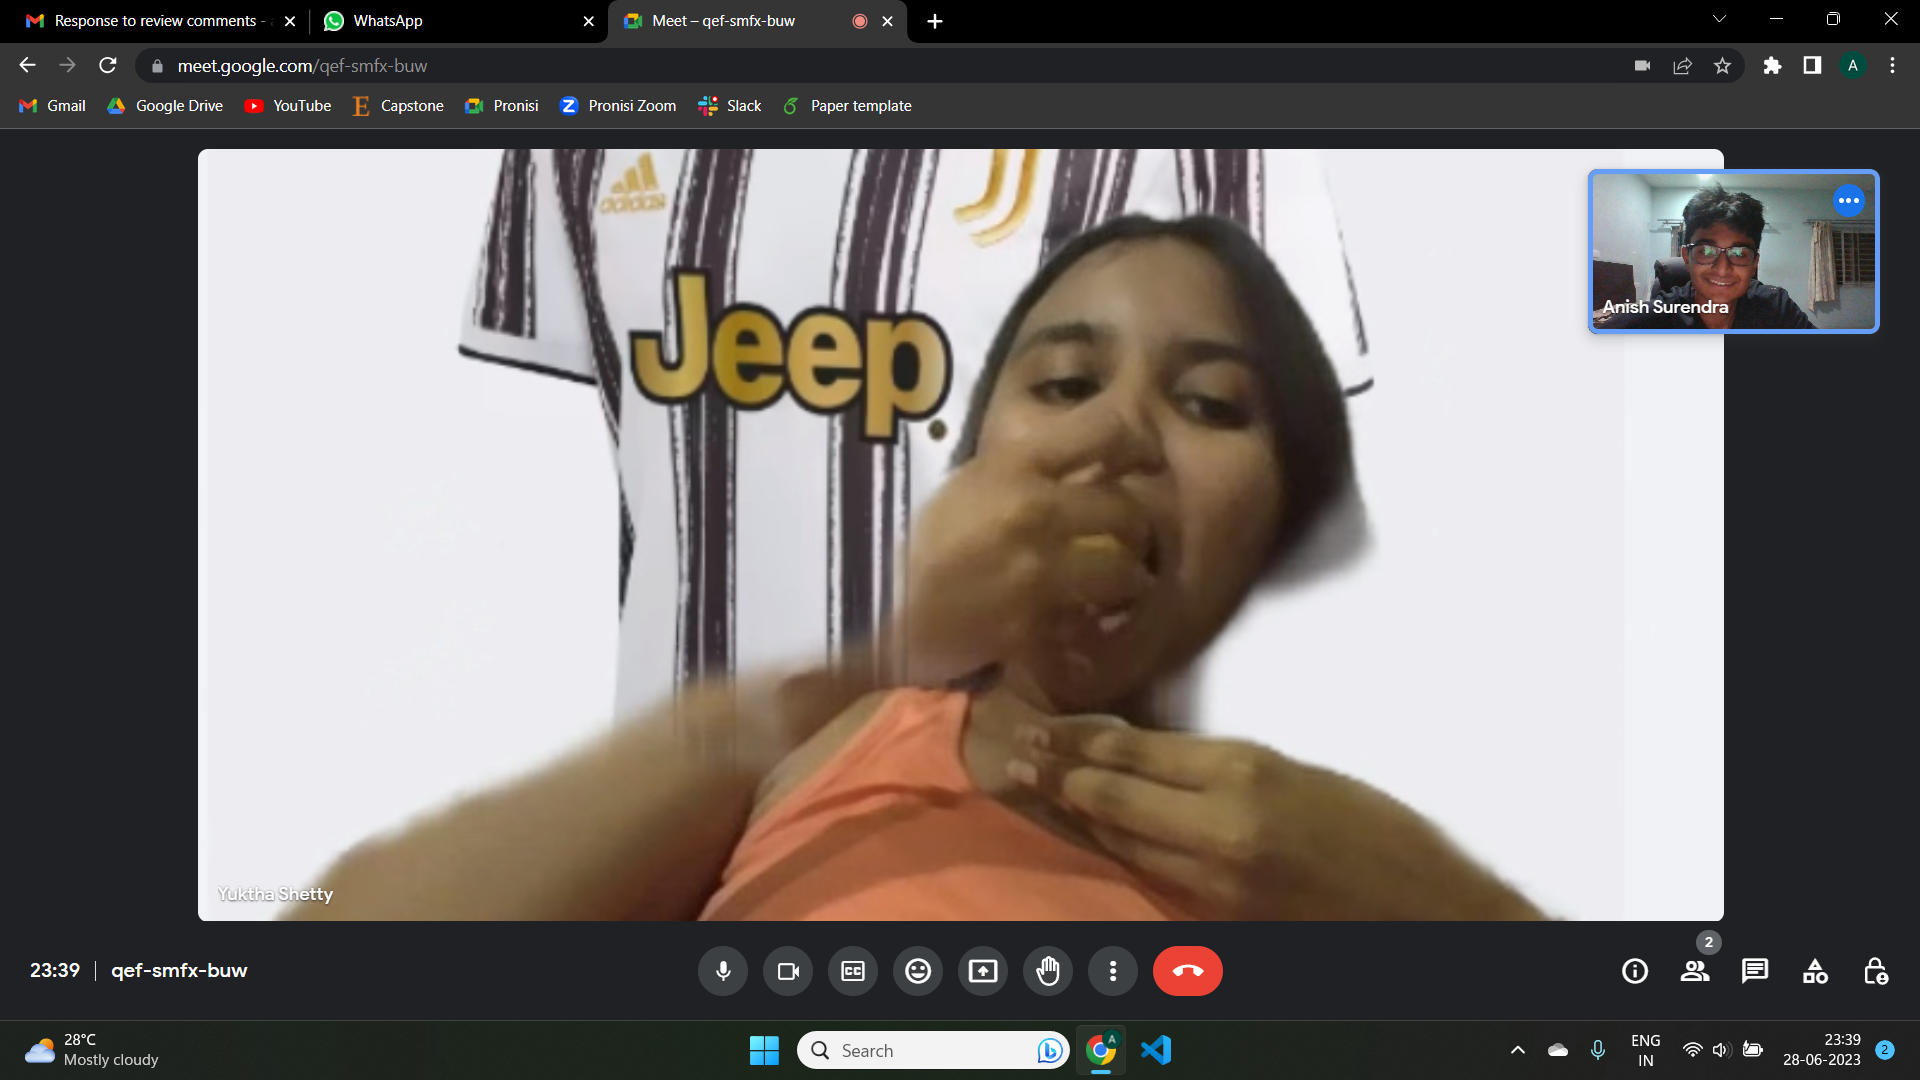 Response to review comments - a
WhatsApp
Meet – qef-smfx-buw
meet.google.com/qef-smfx-buw
A
Gmail
Google Drive
YouTube
Capstone
Pronisi
Pronisi Zoom
Slack
Paper template
adidas
Jeep
Anish Surendra
Yuktha Shetty
23:39 | qef-smfx-buw
CC
2
28°C
Mostly cloudy
Search
A
ENG
IN
23:39
28-06-2023
2